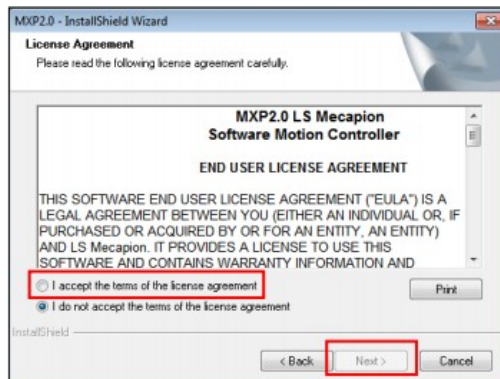 MXP2.0 - InstallShield Wizard
License Agreement
Please read the following license agreement carefully.
MXP2.0 LS Mecapion
Software Motion Controller
END USER LICENSE AGREEMENT
THIS SOFTWARE END USER LICENSE AGREEMENT ("EULA") IS A
LEGAL AGREEMENT BETWEEN YOU (EITHER AN INDIVIDUAL OR, IF
PURCHASED OR ACQUIRED BY OR FOR AN ENTITY, AN ENTITY)
AND LS Mecapion. IT PROVIDES A LICENSE TO USE THIS
SOFTWARE AND CONTAINS WARRANTY INFORMATION AND
I accept the terms of the license agreement
Print
I do not accept the terms of the license agreement
InstallShield
< Back
Next >
Cancel